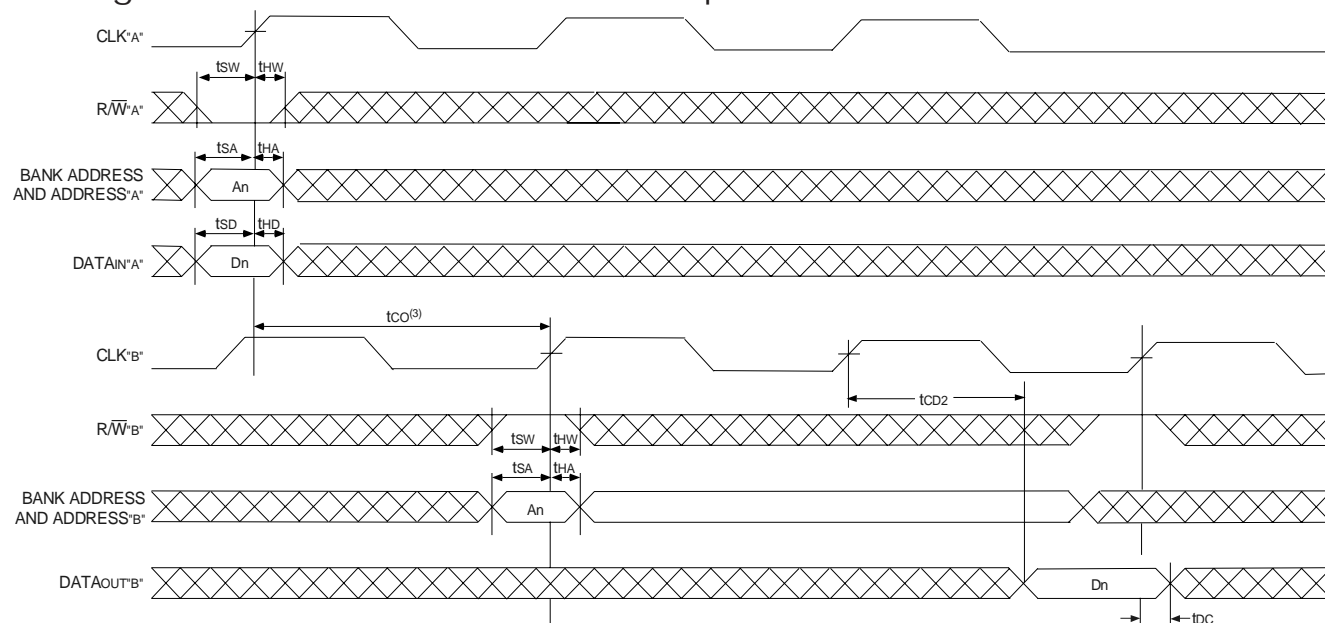 CLK"A"
tSW tHW
R/W̅"A"
tSA tHA
BANK ADDRESS
AND ADDRESS"A"
An
tSD tHD
DATAIN"A"
Dn
tCO(3)
CLK"B"
tCD2
R/W̅"B"
tSW tHW
tSA tHA
BANK ADDRESS
AND ADDRESS"B"
An
DATAOUT"B"
Dn
tDC